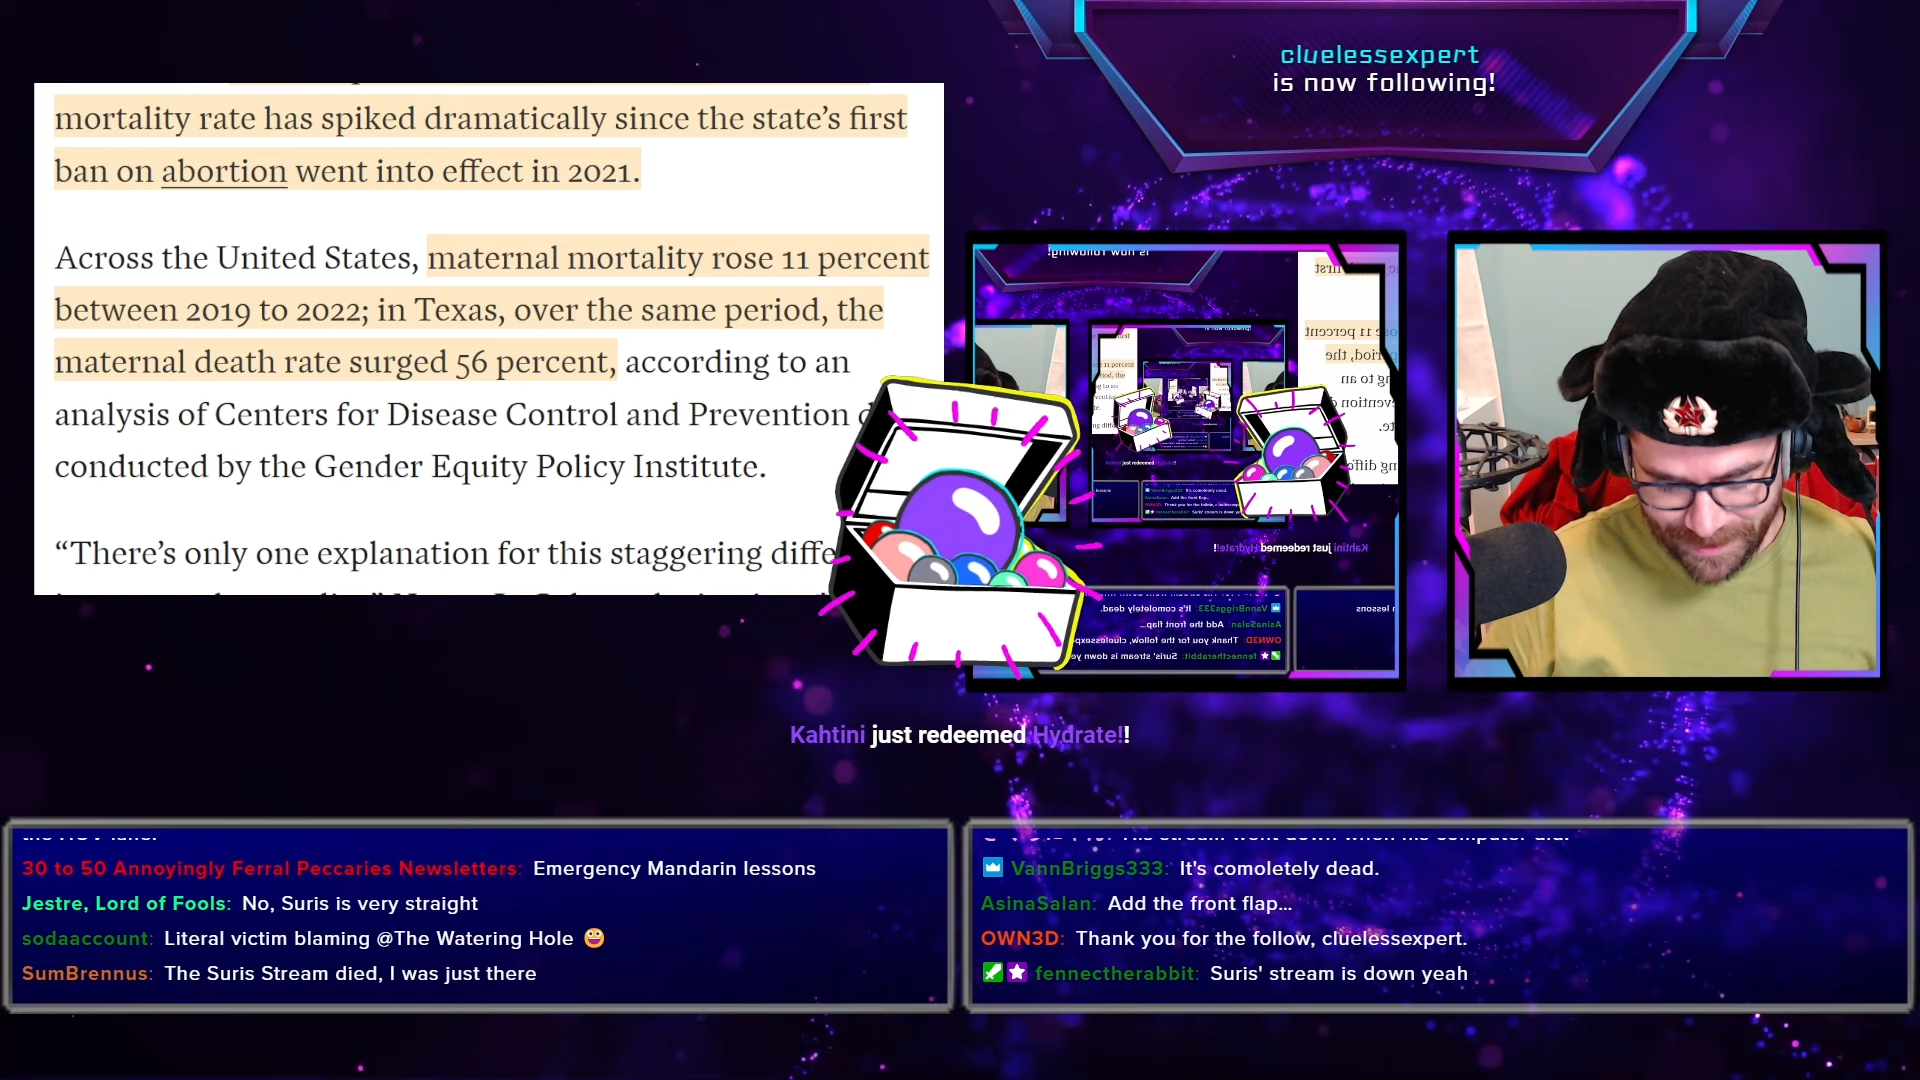 cluelessexpert
is now following!
mortality rate has spiked dramatically since the state’s first
ban on abortion went into effect in 2021.
Across the United States, maternal mortality rose 11 percent
between 2019 to 2022; in Texas, over the same period, the
maternal death rate surged 56 percent, according to an
analysis of Centers for Disease Control and Prevention
conducted by the Gender Equity Policy Institute.
“There’s only one explanation for this staggering
Kahtini just redeemed Hydrate!!
30 to 50 Annoyingly Ferral Peccaries Newsletters: Emergency Mandarin lessons
Jestre, Lord of Fools: No, Suris is very straight
sodaaccount: Literal victim blaming @The Watering Hole 😀
SumBrennus: The Suris Stream died, I was just there
VannBriggs333: It's comoletely dead.
AsinaSalan: Add the front flap...
OWN3D: Thank you for the follow, cluelessexpert.
fennectherabbit: Suris' stream is down yeah